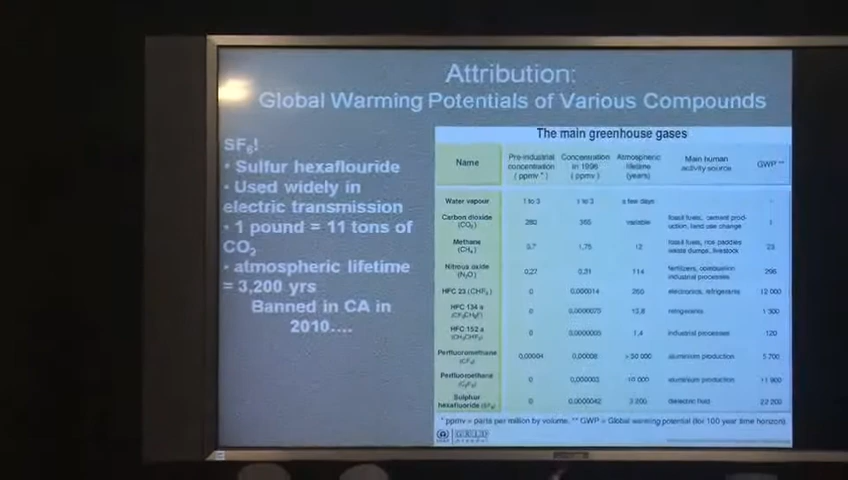 Attribution:
Global Warming Potentials of Various Compounds
SF6!
• Sulfur hexaflouride
• Used widely in
electric transmission
• 1 pound = 11 tons of
CO2
• atmospheric lifetime
= 3,200 yrs
Banned in CA in
2010....
The main greenhouse gases
Name Pre-industrial concentration (ppmv *) Concentration in 1998 (ppmv) Atmospheric lifetime (years) Main human activity source GWP **
Water vapour 1 to 3 1 to 3 a few days -
Carbon dioxide (CO2) 280 365 variable fossil fuels, cement production, land use change 1
Methane (CH4) 0,7 1,75 12 fossil fuels, rice paddies waste dumps, livestock 23
Nitrous oxide (N2O) 0,27 0,31 114 fertilizers, combustion industrial processes 296
HFC 23 (CHF3) 0 0,000014 260 electronics, refrigerants 12 000
HFC 134 a (CF3CH2F) 0 0,0000075 13,8 refrigerants 1 300
HFC 152 a (CH3CHF2) 0 0,0000005 1,4 industrial processes 120
Perfluoromethane (CF4) 0,00004 0,00008 > 50 000 aluminium production 5 700
Perfluoroethane (C2F6) 0 0,000003 10 000 aluminium production 11 900
Sulphur hexafluoride (SF6) 0 0,0000042 3 200 dielectric fluid 22 200
* ppmv = parts per million by volume, ** GWP = Global warming potential (for 100 year time horizon).
GRID